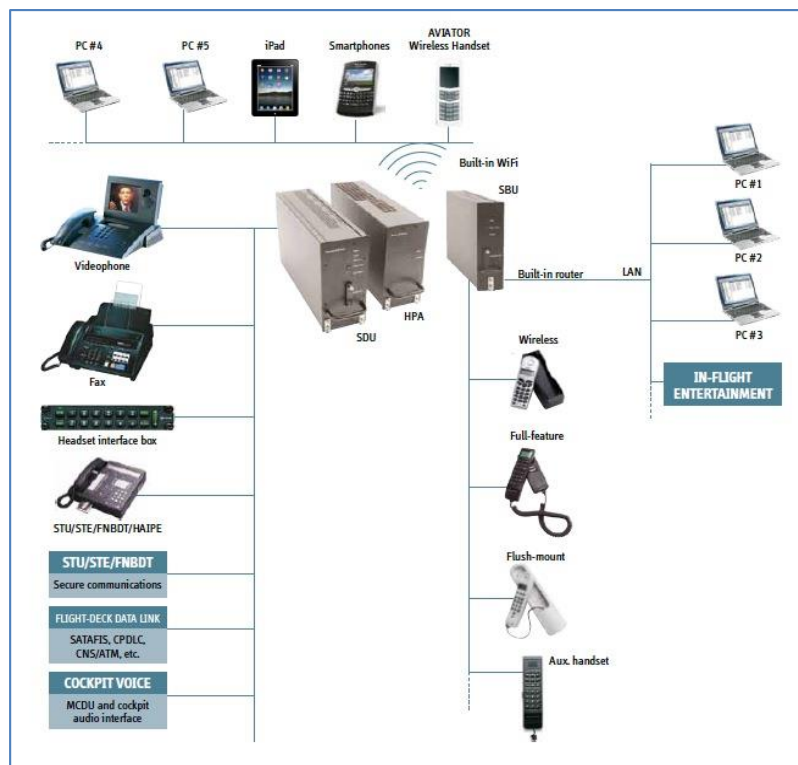 PC #4
PC #5
iPad
Smartphones
AVIATOR
Wireless Handset
Built-in WiFi
SBU
PC #1
PC #2
PC #3
Videophone
Built-in router
LAN
HPA
SDU
Fax
Wireless
IN-FLIGHT
ENTERTAINMENT
Headset interface box
Full-feature
STU/STE/FNBDT/HAIPE
STU/STE/FNBDT
Secure communications
Flush-mount
FLIGHT-DECK DATA LINK
SATAFIS, CPDLC,
CNS/ATM, etc.
Aux. handset
COCKPIT VOICE
MCDU and cockpit
audio interface